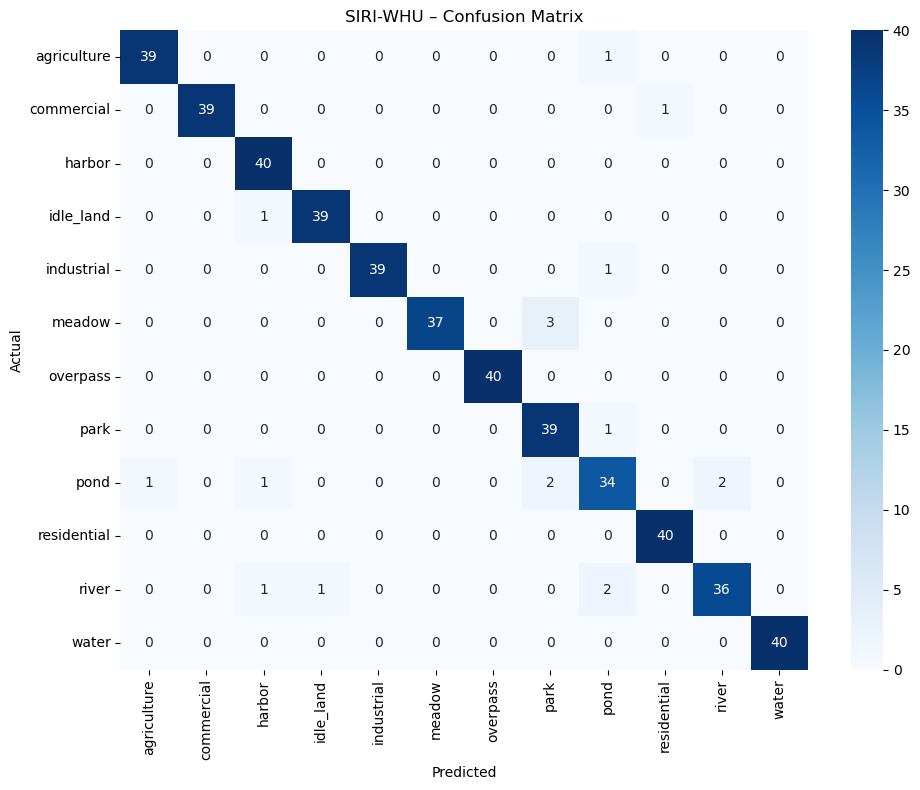 SIRI-WHU – Confusion Matrix
Actual
agriculture 39 0 0 0 0 0 0 0 1 0 0 0
commercial 0 39 0 0 0 0 0 0 0 1 0 0
harbor 0 0 40 0 0 0 0 0 0 0 0 0
idle_land 0 0 1 39 0 0 0 0 0 0 0 0
industrial 0 0 0 0 39 0 0 0 1 0 0 0
meadow 0 0 0 0 0 37 0 3 0 0 0 0
overpass 0 0 0 0 0 0 40 0 0 0 0 0
park 0 0 0 0 0 0 0 39 1 0 0 0
pond 1 0 1 0 0 0 0 2 34 0 2 0
residential 0 0 0 0 0 0 0 0 0 40 0 0
river 0 0 1 1 0 0 0 0 2 0 36 0
water 0 0 0 0 0 0 0 0 0 0 0 40
agriculture commercial harbor idle_land industrial meadow overpass park pond residential river water
Predicted
40
35
30
25
20
15
10
5
0